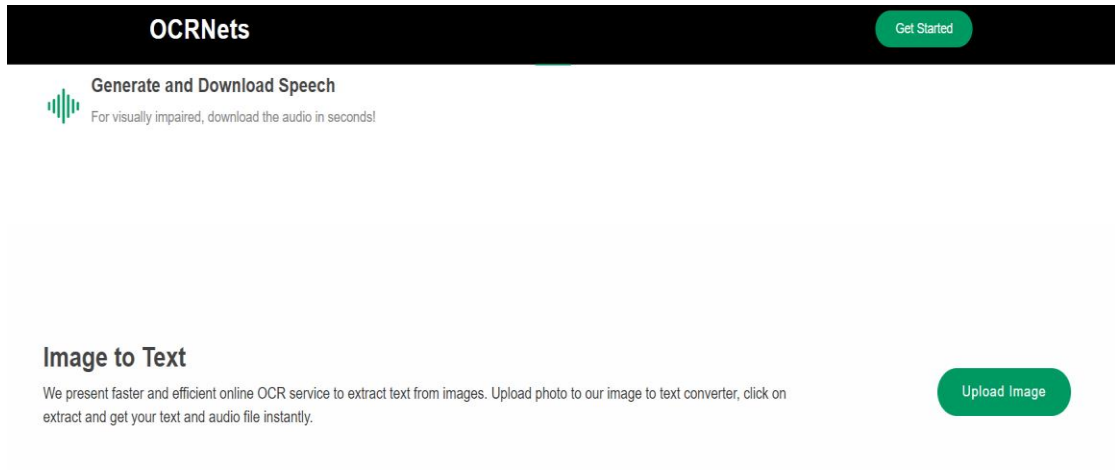 OCRNets
Get Started
Generate and Download Speech
For visually impaired, download the audio in seconds!
Image to Text
We present faster and efficient online OCR service to extract text from images. Upload photo to our image to text converter, click on
extract and get your text and audio file instantly.
Upload Image